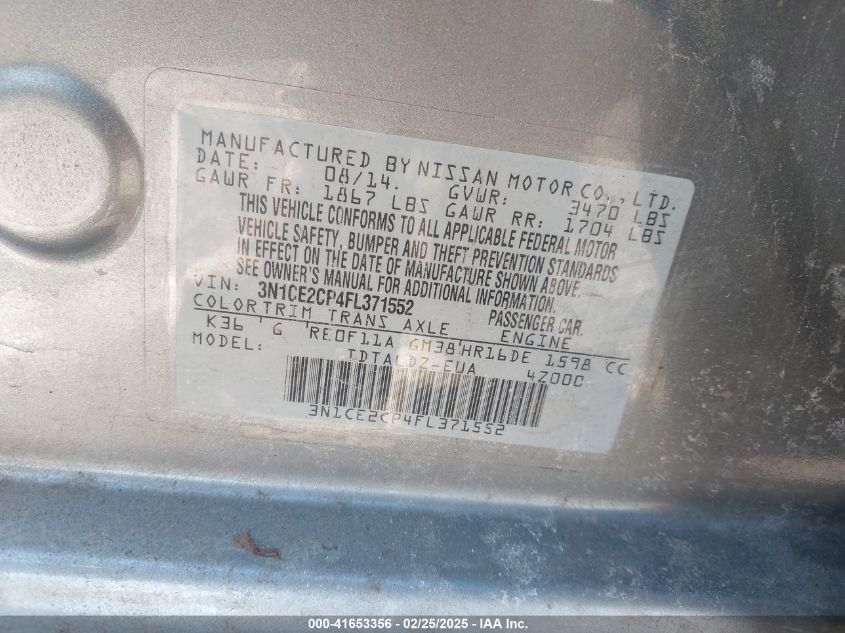 MANUFACTURED BY NISSAN MOTOR CO., LTD.
DATE: 08/14. GVWR: 3470 LBS
GAWR FR: 1867 LBS GAWR RR: 1704 LBS
THIS VEHICLE CONFORMS TO ALL APPLICABLE FEDERAL MOTOR
VEHICLE SAFETY, BUMPER AND THEFT PREVENTION STANDARDS
IN EFFECT ON THE DATE OF MANUFACTURE SHOWN ABOVE.
SEE OWNER'S MANUAL FOR ADDITIONAL INFORMATION.
VIN: 3N1CE2CP4FL371552 PASSENGER CAR.
COLOR TRIM TRANS AXLE ENGINE
K36 G RE0F11A GM38 HR16DE 1598 CC
MODEL: TDTALDZ-EUA 4Z000
3N1CE2CP4FL371552
000-41653356 - 02/25/2025 - IAA Inc.